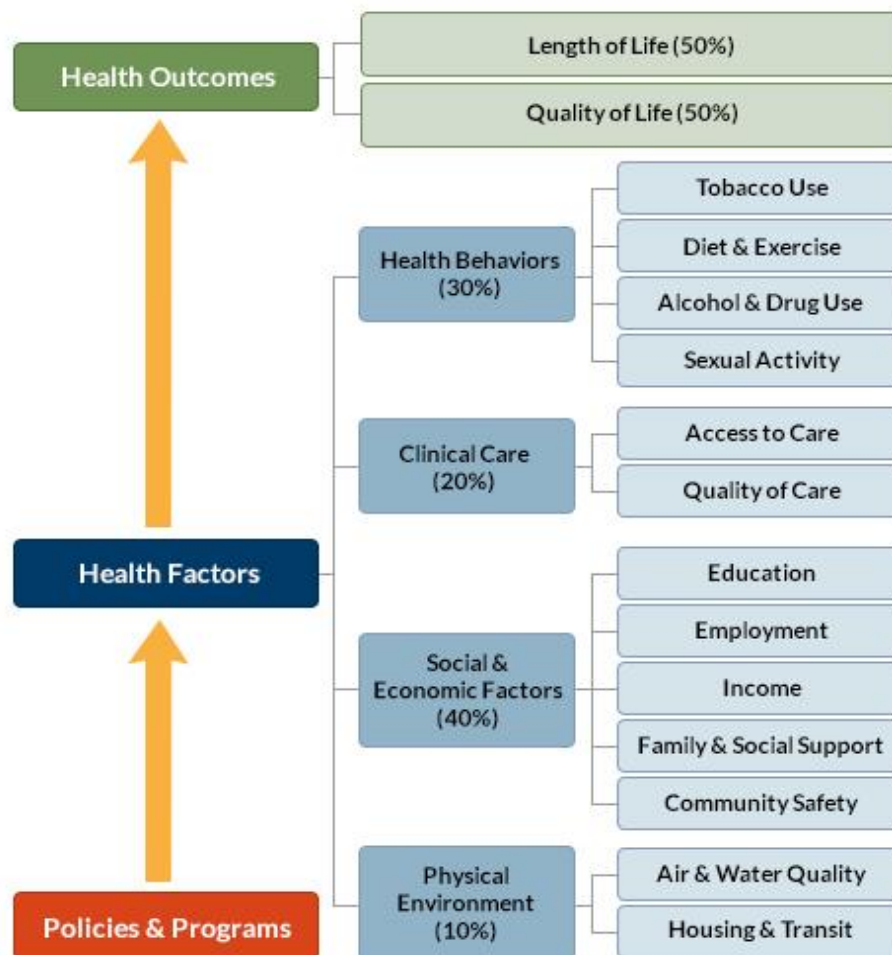 Health Outcomes
Length of Life (50%)
Quality of Life (50%)
Health Behaviors
(30%)
Tobacco Use
Diet & Exercise
Alcohol & Drug Use
Sexual Activity
Clinical Care
(20%)
Access to Care
Quality of Care
Health Factors
Social &
Economic Factors
(40%)
Education
Employment
Income
Family & Social Support
Community Safety
Physical
Environment
(10%)
Air & Water Quality
Housing & Transit
Policies & Programs